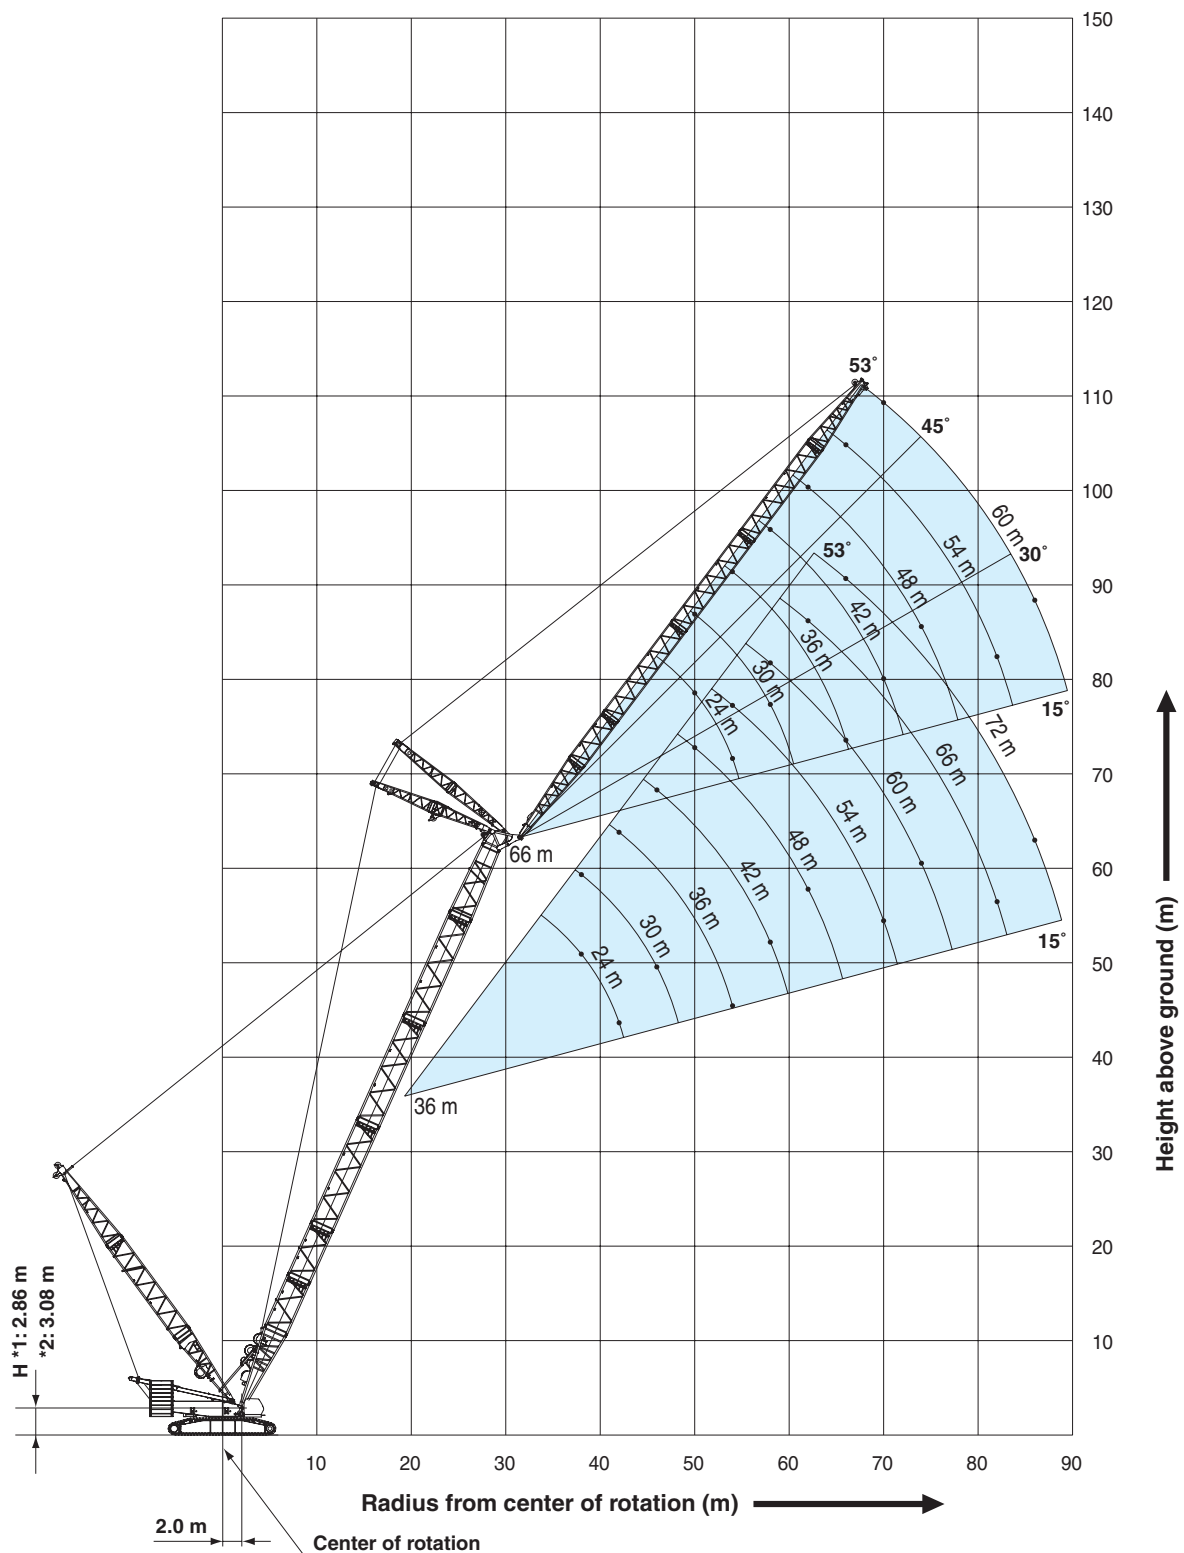 150
140
130
120
53°
110
45°
100
60 m
54 m
30°
53°
90
48 m
42 m
36 m
30 m
80
24 m
15°
72 m
70
66 m
60 m
54 m
66 m
48 m
60
42 m
36 m
30 m
24 m
15°
50
40
36 m
30
20
10
Height above ground (m)
H *1: 2.86 m
*2: 3.08 m
10 20 30 40 50 60 70 80 90
Radius from center of rotation (m)
2.0 m
Center of rotation